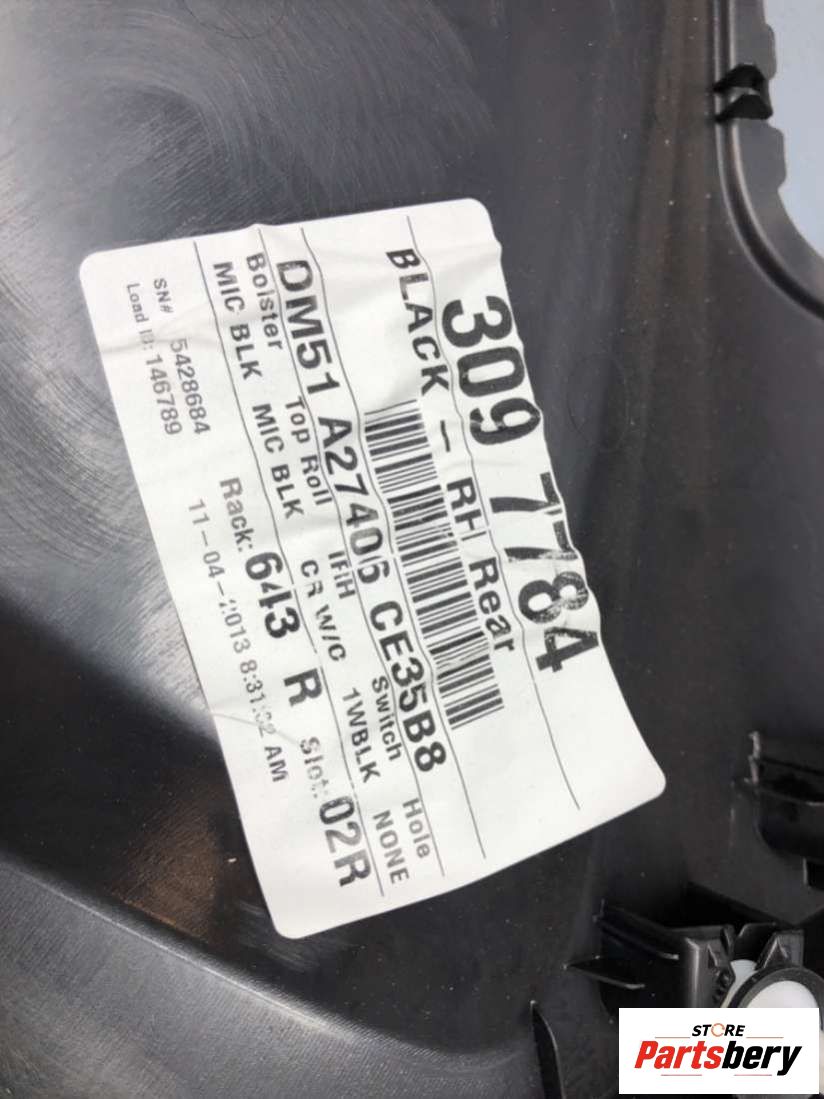 309 7784
BLACK - RH Rear
DM51 A27406 CE35B8
Bolster Top Roll IRH Switch Hole
MIC BLK MIC BLK CR W/C 1WBLK NONE
Rack: 643 R Slot: 02R
SN# 5428684 11-04-2013 8:31:32 AM
Load ID: 146789
STORE
Partsbery